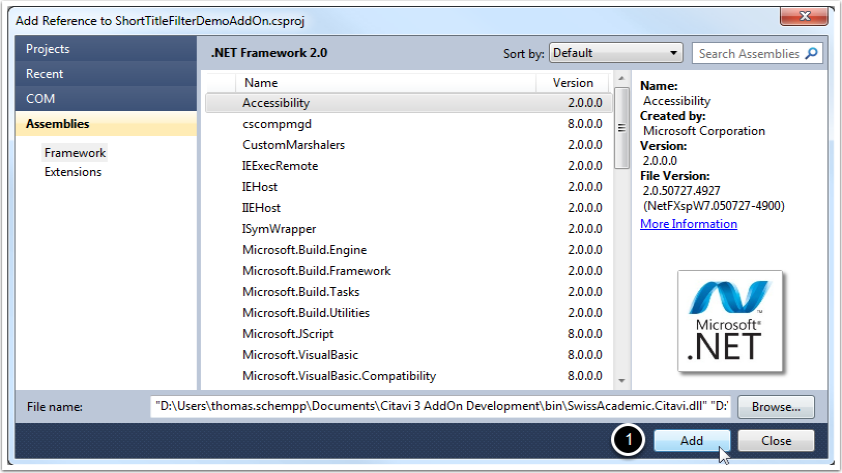 Add Reference to ShortTitleFilterDemoAddOn.csproj
Projects
Recent
COM
Assemblies
Framework
Extensions
.NET Framework 2.0
Sort by: Default
Search Assemblies
Name Version
Accessibility 2.0.0.0
cscompmgd 8.0.0.0
CustomMarshalers 2.0.0.0
IEExecRemote 2.0.0.0
IEHost 2.0.0.0
IIEHost 2.0.0.0
ISymWrapper 2.0.0.0
Microsoft.Build.Engine 2.0.0.0
Microsoft.Build.Framework 2.0.0.0
Microsoft.Build.Tasks 2.0.0.0
Microsoft.Build.Utilities 2.0.0.0
Microsoft.JScript 8.0.0.0
Microsoft.VisualBasic 8.0.0.0
Microsoft.VisualBasic.Compatibility 8.0.0.0
Name:
Accessibility
Created by:
Microsoft Corporation
Version:
2.0.0.0
File Version:
2.0.50727.4927
(NetFXspW7.050727-4900)
More Information
Microsoft®
.NET
File name: "D:\Users\thomas.schempp\Documents\Citavi 3 AddOn Development\bin\SwissAcademic.Citavi.dll" "D:' Browse...
1 Add Close